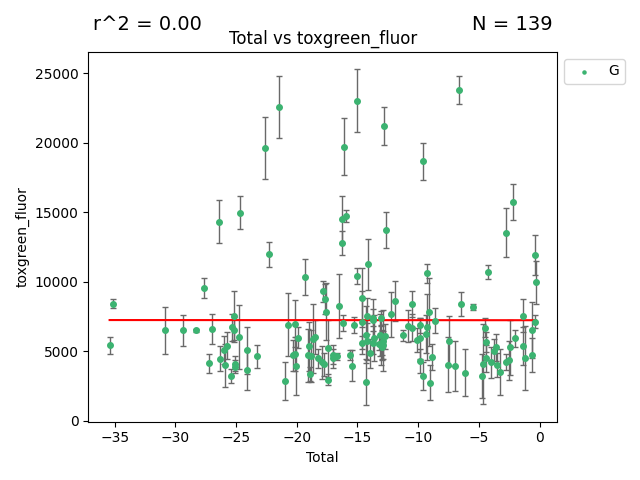 r^2 = 0.00
N = 139
Total vs toxgreen_fluor
G
25000
20000
15000
10000
5000
0
toxgreen_fluor
−35
−30
−25
−20
−15
−10
−5
0
Total